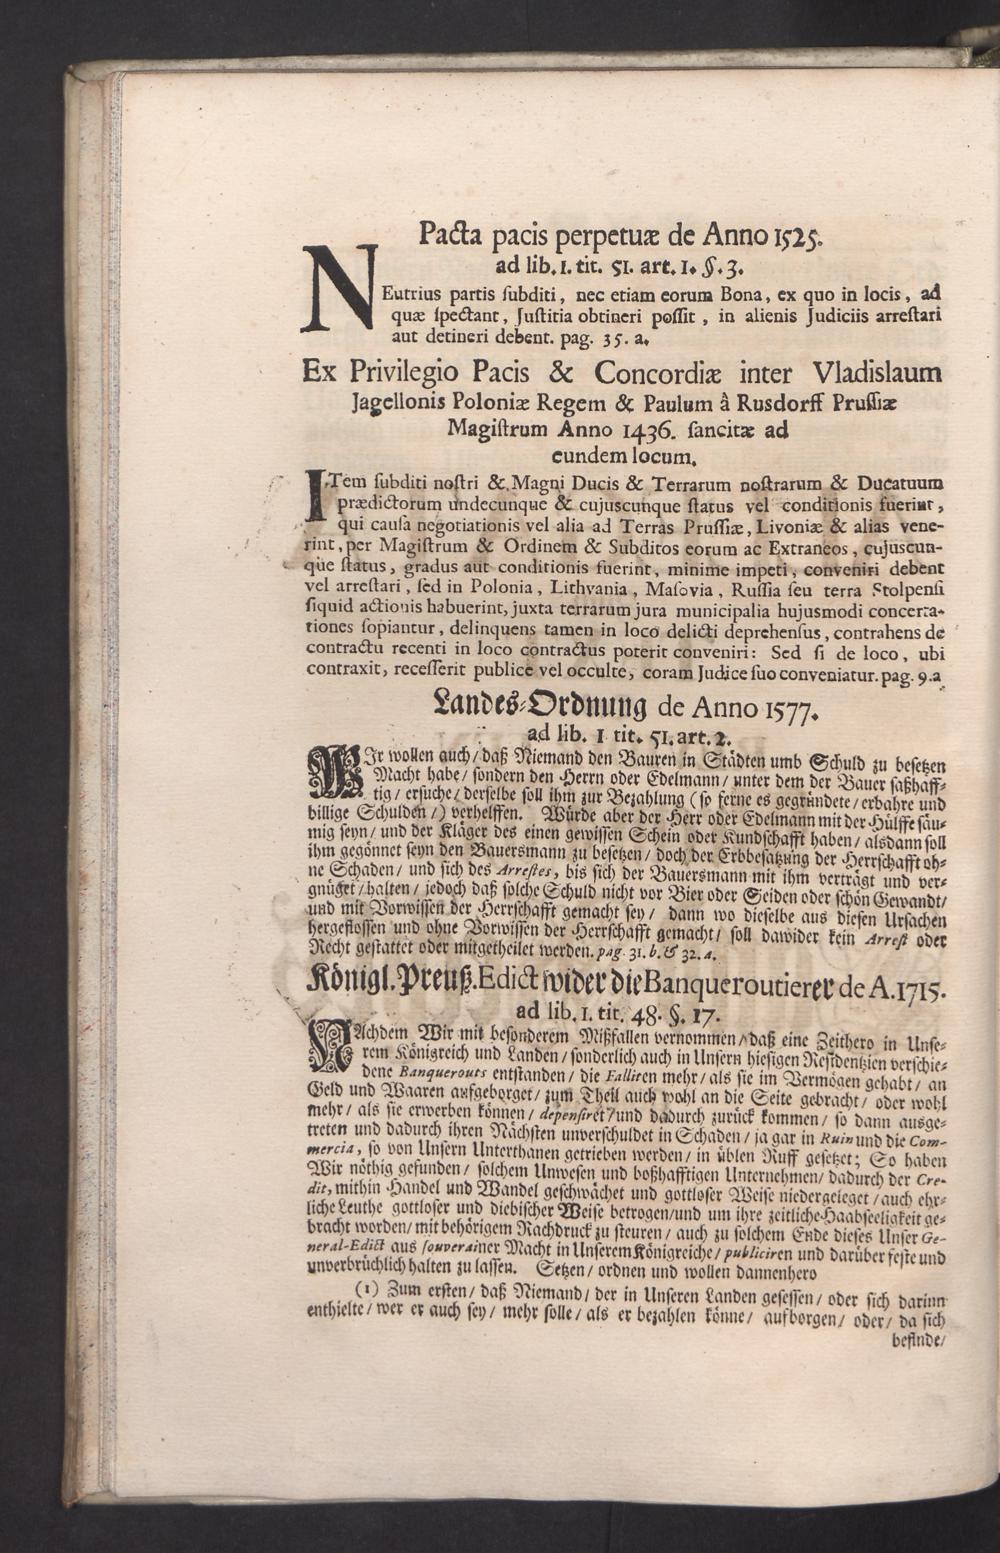 Pacta pacis perpetuæ de Anno 1525.
ad lib. 1. tit. 51. art. 1. §. 3.
NEutrius partis ſubditi, nec etiam eorum Bona, ex quo in locis, ad
quæ ſpectant, Juſtitia obtineri poſſit, in alienis Judiciis arreſtari
aut detineri debent. pag. 35. a.
Ex Privilegio Pacis & Concordiæ inter Vladislaum
Jagellonis Poloniæ Regem & Paulum â Rusdorff Pruſſiæ
Magiſtrum Anno 1436. ſancitæ ad
eundem locum.
ITem ſubditi noſtri & Magni Ducis & Terrarum noſtrarum & Ducatuum
prædictorum undecunque & cujuscunque ſtatus vel conditionis fuerint,
qui cauſa negotiationis vel alia ad Terras Pruſſiæ, Livoniæ & alias vene-
rint, per Magiſtrum & Ordinem & Subditos eorum ac Extraneos, cujuscun-
que ſtatus, gradus aut conditionis fuerint, minime impeti, conveniri debent
vel arreſtari, ſed in Polonia, Lithvania, Maſovia, Ruſſia ſeu terra Stolpenſi
ſiquid actionis habuerint, juxta terrarum jura municipalia hujusmodi concerta-
tiones ſopiantur, delinquens tamen in loco delicti deprehenſus, contrahens de
contractu recenti in loco contractus poterit conveniri: Sed ſi de loco, ubi
contraxit, receſſerit publice vel occulte, coram Judice ſuo conveniatur. pag. 9. a
Landes-Ordnung de Anno 1577.
ad lib. 1 tit. 51. art. 2.
WIr wollen auch/ daß Niemand den Bauren in Städten umb Schuld zu beſetzen
Macht habe/ ſondern den Herrn oder Edelmann/ unter dem der Bauer ſaßhaff-
tig/ erſuche/ derſelbe ſoll ihm zur Bezahlung (ſo ferne es gegründete/ erbahre und
billige Schulden/) verhelffen. Würde aber der Herr oder Edelmann mit der Hülffe ſäu-
mig ſeyn/ und der Kläger des einen gewiſſen Schein oder Kundſchafft haben/ alsdann ſoll
ihm gegönnet ſeyn den Bauersmann zu beſetzen/ doch der Erbbeſatzung der Herrſchafft oh-
ne Schaden/ und ſich des Arreſtes, bis ſich der Bauersmann mit ihm verträgt und ver-
gnüget/ halten/ jedoch daß ſolche Schuld nicht vor Bier oder Seiden oder ſchön Gewandt/
und mit Vorwiſſen der Herrſchafft gemacht ſey/ dann wo dieſelbe aus dieſen Urſachen
hergefloſſen und ohne Vorwiſſen der Herrſchafft gemacht/ ſoll dawider kein Arreſt oder
Recht geſtattet oder mitgetheilet werden. pag. 31. b. & 32. a.
Königl. Preuß. Edict wider die Banqueroutierer de A. 1715.
ad lib. 1. tit. 48. §. 17.
NAchdem Wir mit beſonderem Mißfallen vernommen/ daß eine Zeithero in Unſe-
rem Königreich und Landen/ ſonderlich auch in Unſern hieſigen Reſidentzien verſchie-
dene Banquerouts entſtanden/ die Falliten mehr/ als ſie im Vermögen gehabt/ an
Geld und Waaren aufgeborget/ zum Theil auch wohl an die Seite gebracht/ oder wohl
mehr/ als ſie erwerben können/ depenſiret/ und dadurch zurück kommen/ ſo dann ausge-
treten und dadurch ihren Nächſten unverſchuldet in Schaden/ ja gar in Ruin und die Com-
mercia, ſo von Unſern Unterthanen getrieben werden/ in üblen Ruff geſetzet; So haben
Wir nöthig gefunden/ ſolchem Unweſen und boßhafftigen Unternehmen/ dadurch der Cre-
dit, mithin Handel und Wandel geſchwächet und gottloſer Weiſe niedergeleget/ auch ehr-
liche Leuthe gottloſer und diebiſcher Weiſe betrogen/ und um ihre zeitliche Haabſeeligkeit ge-
bracht worden/ mit behörigem Nachdruck zu ſteuren/ auch zu ſolchem Ende dieſes Unſer Ge-
neral-Edict aus ſouverainer Macht in Unſerem Königreiche/ publiciren und darüber feſte und
unverbrüchlich halten zu laſſen. Setzen/ ordnen und wollen dannenhero
(1) Zum erſten/ daß Niemand/ der in Unſeren Landen geſeſſen/ oder ſich darinn
enthielte/ wer er auch ſey/ mehr ſolle/ als er bezahlen könne/ aufborgen/ oder/ da ſich
befinde/